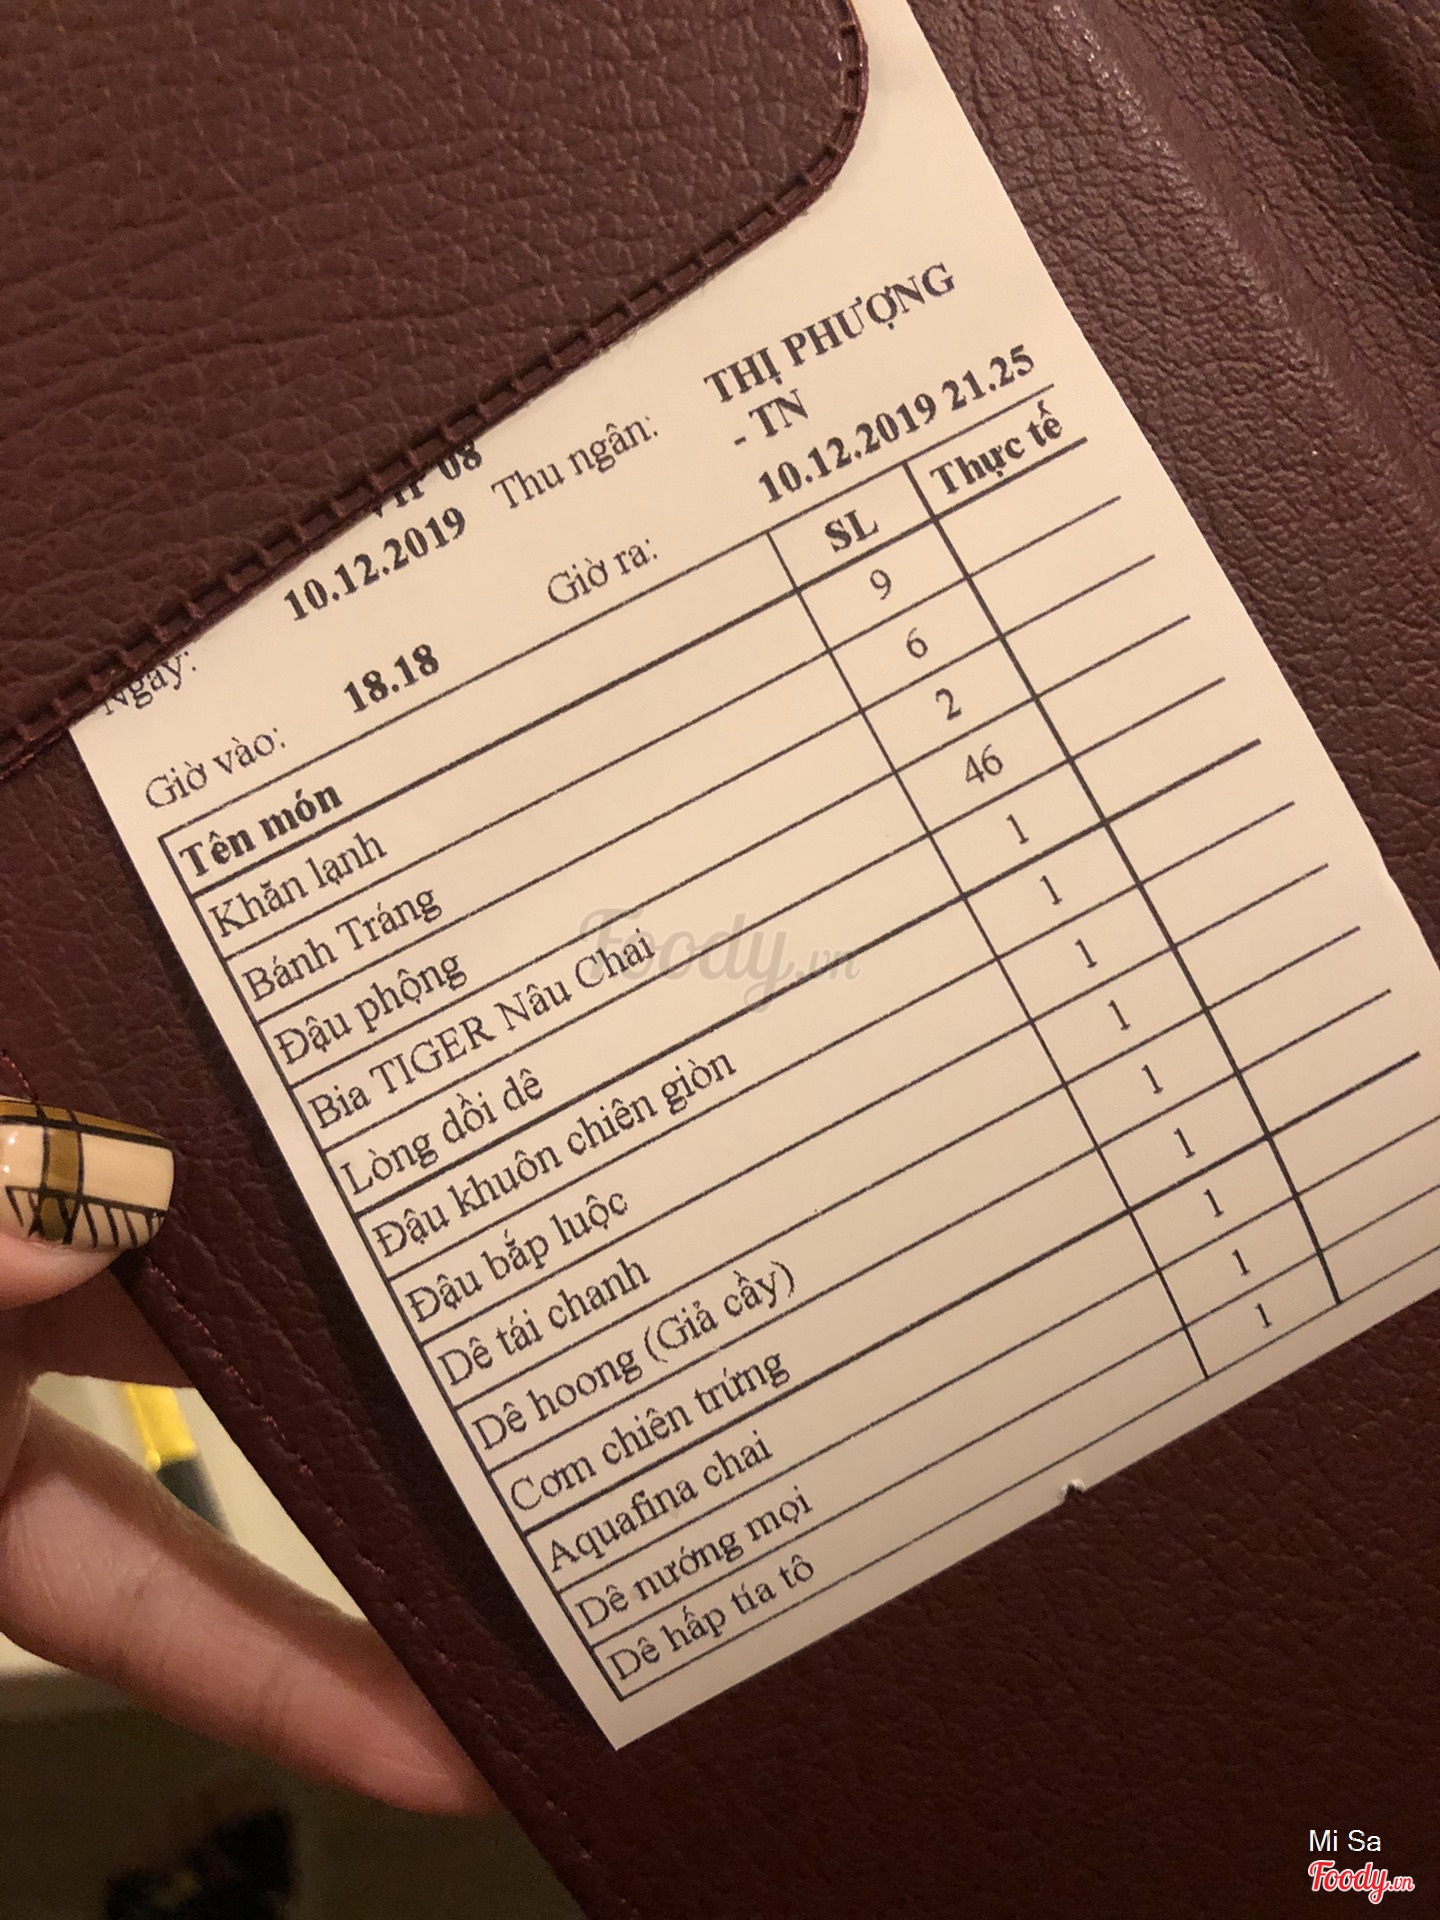 08
Ngày: 10.12.2019 Thu ngân: THỊ PHƯỢNG
- TN
Giờ vào: 18.18 Giờ ra: 10.12.2019 21.25
Tên món SL Thực tế
Khăn lạnh 9
Bánh Tráng 6
Đậu phộng 2
Bia TIGER Nâu Chai 46
Lòng dồi dê 1
Đậu khuôn chiên giòn 1
Đậu bắp luộc 1
Dê tái chanh 1
Dê hoong (Giả cầy) 1
Cơm chiên trứng 1
Aquafina chai 1
Dê nướng mọi 1
Dê hấp tía tô 1
Foody.vn
Mi Sa
Foody.vn